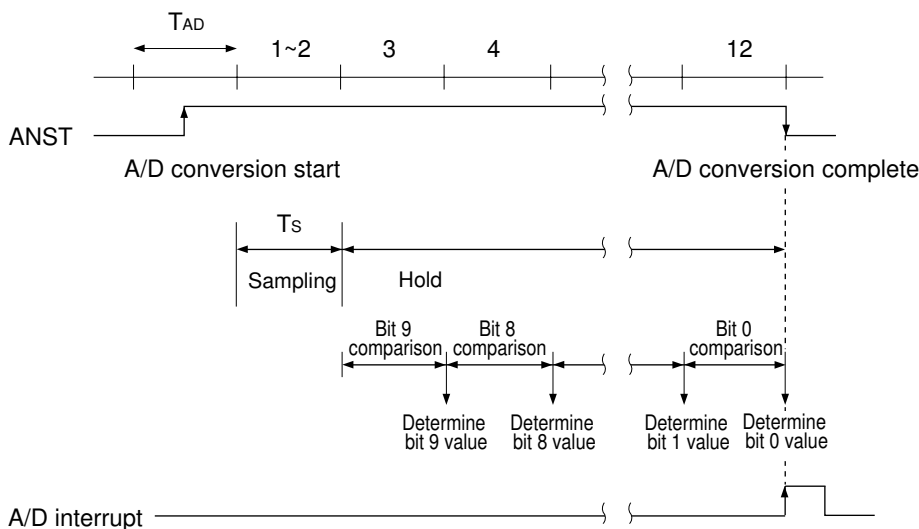 TAD
1~2
3
4
12
ANST
A/D conversion start
A/D conversion complete
TS
Sampling
Hold
Bit 9
comparison
Bit 8
comparison
Bit 0
comparison
Determine
bit 9 value
Determine
bit 8 value
Determine
bit 1 value
Determine
bit 0 value
A/D interrupt